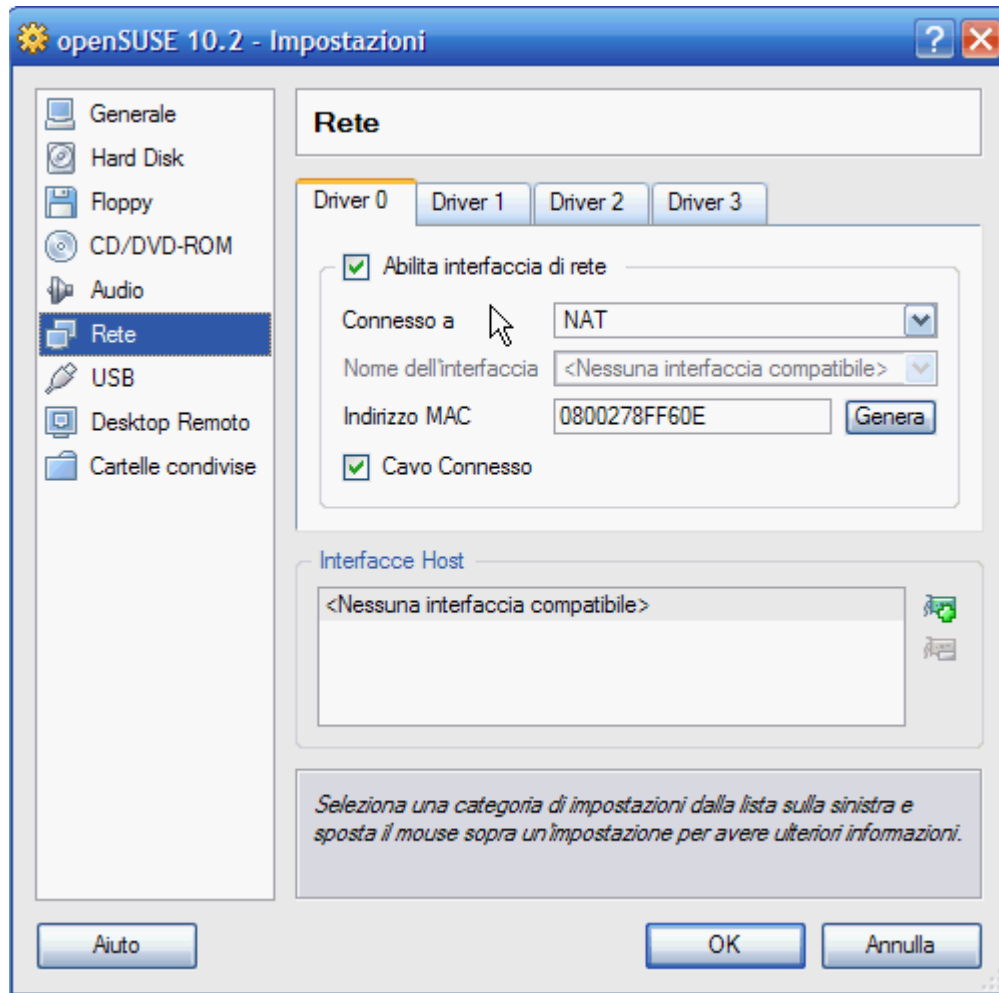 openSUSE 10.2 - Impostazioni
Generale
Hard Disk
Floppy
CD/DVD-ROM
Audio
Rete
USB
Desktop Remoto
Cartelle condivise
Rete
Driver 0 Driver 1 Driver 2 Driver 3
Abilita interfaccia di rete
Connesso a NAT
Nome dell'interfaccia <Nessuna interfaccia compatibile>
Indirizzo MAC 0800278FF60E Genera
Cavo Connesso
Interfacce Host
<Nessuna interfaccia compatibile>
Seleziona una categoria di impostazioni dalla lista sulla sinistra e
sposta il mouse sopra un'impostazione per avere ulteriori informazioni.
Aiuto OK Annulla